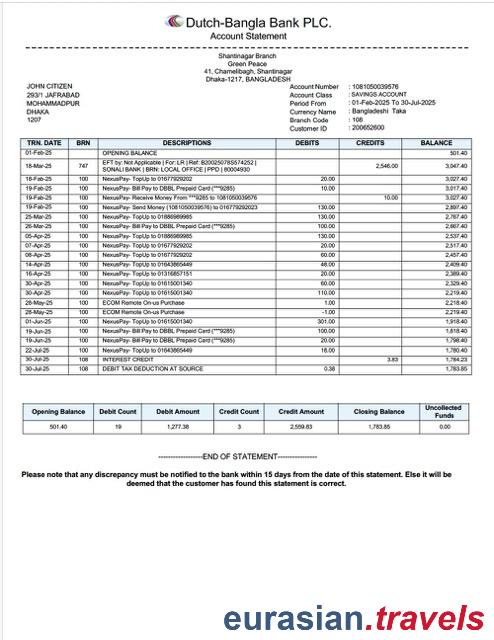 Dutch-Bangla Bank PLC.
Account Statement
Shantinagar Branch
Green Peace
41, Chamelibagh, Shantinagar
Dhaka-1217, BANGLADESH
JOHN CITIZEN
293/1 JAFRABAD
MOHAMMADPUR
DHAKA
1207
Account Number : 1081050039576
Account Class : SAVINGS ACCOUNT
Period From : 01-Feb-2025 To 30-Jul-2025
Currency Name : Bangladeshi Taka
Branch Code : 108
Customer ID : 200652600
TRN. DATE BRN DESCRIPTIONS DEBITS CREDITS BALANCE
01-Feb-25 OPENING BALANCE 501.40
18-Mar-25 747 EFT by: Not Applicable | For: LR | Ref: B20025078S574252 | 2,546.00 3,047.40
SONALI BANK | BRN: LOCAL OFFICE | PPD | 80004930
18-Feb-25 100 NexusPay- TopUp to 01677929202 20.00 3,027.40
19-Feb-25 100 NexusPay- Bill Pay to DBBL Prepaid Card (***9285) 10.00 3,017.40
19-Feb-25 100 NexusPay- Receive Money From ***9285 to 1081050039576 10.00 3,027.40
19-Feb-25 100 NexusPay- Send Money (1081050039576) to 016779292023 130.00 2,897.40
25-Mar-25 100 NexusPay- TopUp to 01886989985 130.00 2,767.40
26-Mar-25 100 NexusPay- Bill Pay to DBBL Prepaid Card (***9285) 100.00 2,667.40
05-Apr-25 100 NexusPay- TopUp to 01886989985 130.00 2,537.40
07-Apr-25 100 NexusPay- TopUp to 01677929202 20.00 2,517.40
08-Apr-25 100 NexusPay- TopUp to 01677929202 60.00 2,457.40
14-Apr-25 100 NexusPay- TopUp to 01643865449 48.00 2,409.40
16-Apr-25 100 NexusPay- TopUp to 01316857151 20.00 2,389.40
30-Apr-25 100 NexusPay- TopUp to 01615001340 60.00 2,329.40
30-Apr-25 100 NexusPay- TopUp to 01615001340 110.00 2,219.40
28-May-25 100 ECOM Remote On-us Purchase 1.00 2,218.40
28-May-25 100 ECOM Remote On-us Purchase -1.00 2,219.40
01-Jun-25 100 NexusPay- TopUp to 01615001340 301.00 1,918.40
19-Jun-25 100 NexusPay- Bill Pay to DBBL Prepaid Card (***9285) 100.00 1,818.40
19-Jun-25 100 NexusPay- Bill Pay to DBBL Prepaid Card (***9285) 20.00 1,798.40
22-Jul-25 100 NexusPay- TopUp to 01643865449 18.00 1,780.40
30-Jul-25 108 INTEREST CREDIT 3.83 1,784.23
30-Jul-25 108 DEBIT TAX DEDUCTION AT SOURCE 0.38 1,783.85
Opening Balance Debit Count Debit Amount Credit Count Credit Amount Closing Balance Uncollected Funds
501.40 19 1,277.38 3 2,559.83 1,783.85 0.00
------------------END OF STATEMENT----------------
Please note that any discrepancy must be notified to the bank within 15 days from the date of this statement. Else it will be
deemed that the customer has found this statement is correct.
eurasian.travels